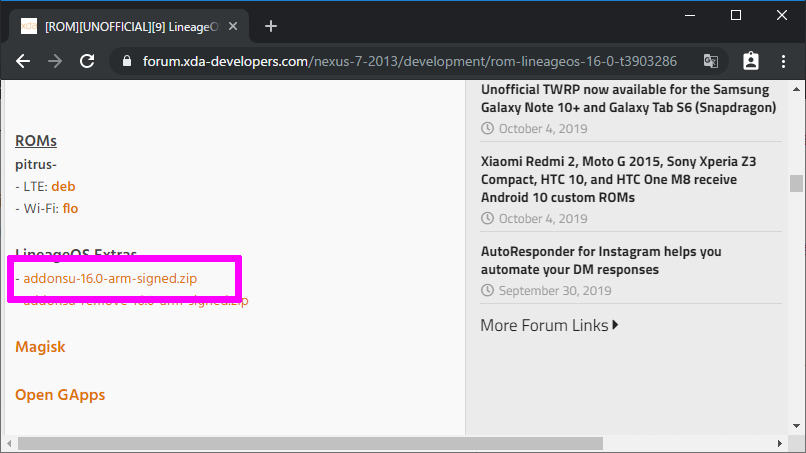 xda
[ROM][UNOFFICIAL][9] LineageO
forum.xda-developers.com/nexus-7-2013/development/rom-lineageos-16-0-t3903286
ROMs
pitrus-
- LTE: deb
- Wi-Fi: flo
LineageOS Extras
- addonsu-16.0-arm-signed.zip
- addonsu-remove-16.0-arm-signed.zip
Magisk
Open GApps
Unofficial TWRP now available for the Samsung
Galaxy Note 10+ and Galaxy Tab S6 (Snapdragon)
October 4, 2019
Xiaomi Redmi 2, Moto G 2015, Sony Xperia Z3
Compact, HTC 10, and HTC One M8 receive
Android 10 custom ROMs
October 4, 2019
AutoResponder for Instagram helps you
automate your DM responses
September 30, 2019
More Forum Links